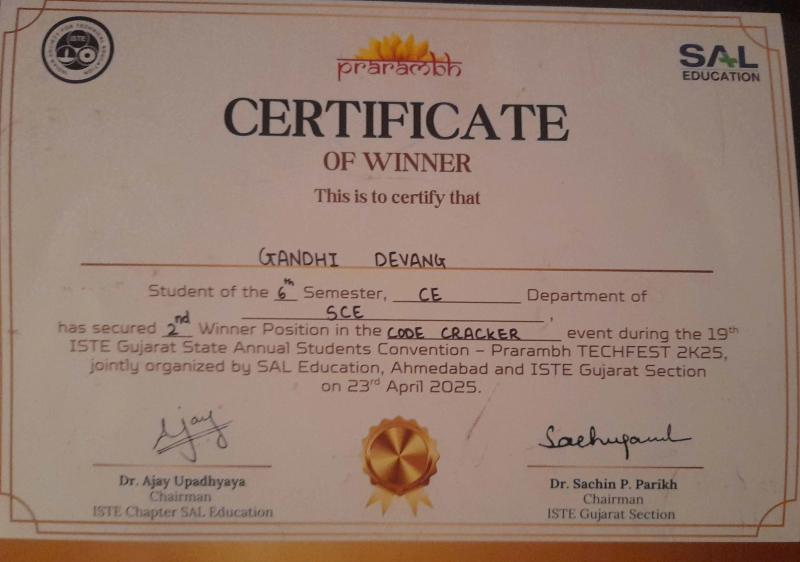 ISTE
prarambh
SAL
EDUCATION
CERTIFICATE
OF WINNER
This is to certify that
GANDHI DEVANG
Student of the 6th Semester, CE Department of
SCE ,
has secured 2nd Winner Position in the CODE CRACKER event during the 19th
ISTE Gujarat State Annual Students Convention – Prarambh TECHFEST 2K25,
jointly organized by SAL Education, Ahmedabad and ISTE Gujarat Section
on 23rd April 2025.
Ajay
Dr. Ajay Upadhyaya
Chairman
ISTE Chapter SAL Education
Dr. Sachin P. Parikh
Chairman
ISTE Gujarat Section